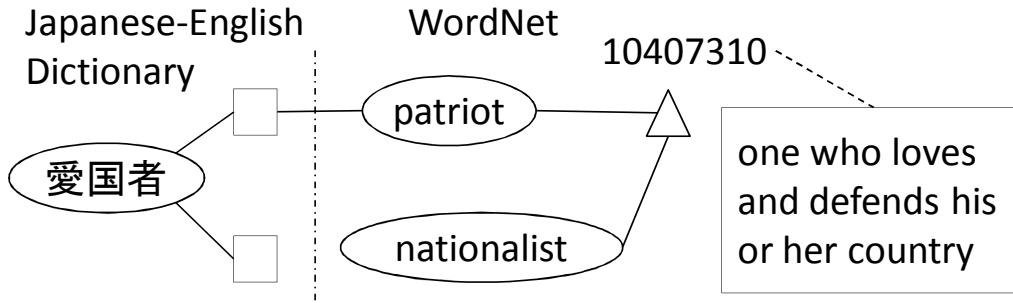 Japanese-English
Dictionary
WordNet
10407310
patriot
愛国者
nationalist
one who loves
and defends his
or her country